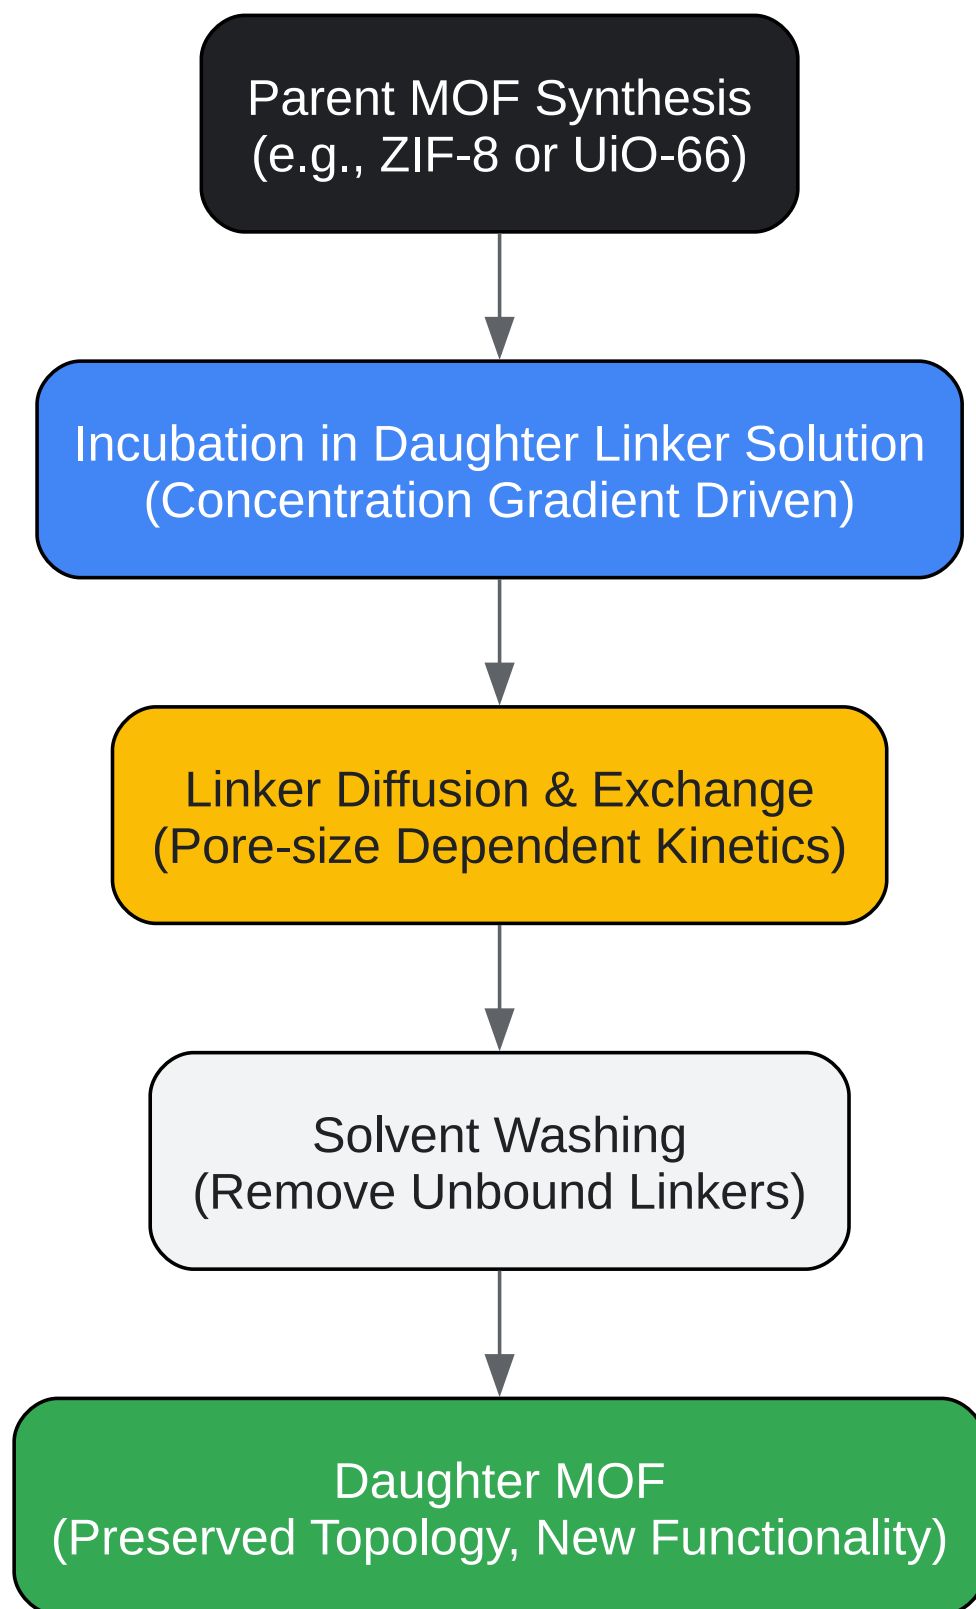 Parent MOF Synthesis
(e.g., ZIF-8 or UiO-66)
Incubation in Daughter Linker Solution
(Concentration Gradient Driven)
Linker Diffusion & Exchange
(Pore-size Dependent Kinetics)
Solvent Washing
(Remove Unbound Linkers)
Daughter MOF
(Preserved Topology, New Functionality)